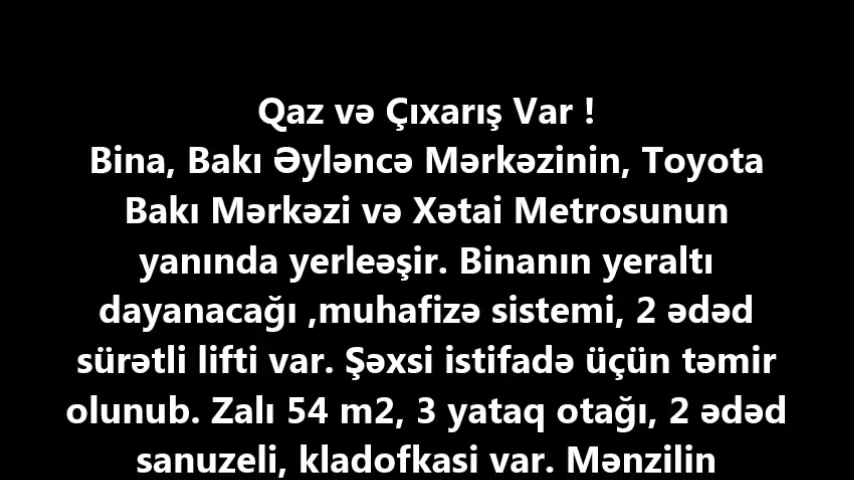 Qaz və Çıxarış Var !
Bina, Bakı Əyləncə Mərkəzinin, Toyota
Bakı Mərkəzi və Xətai Metrosunun
yanında yerleəşir. Binanın yeraltı
dayanacağı ,muhafizə sistemi, 2 ədəd
sürətli lifti var. Şəxsi istifadə üçün təmir
olunub. Zalı 54 m2, 3 yataq otağı, 2 ədəd
sanuzeli, kladofkasi var. Mənzilin